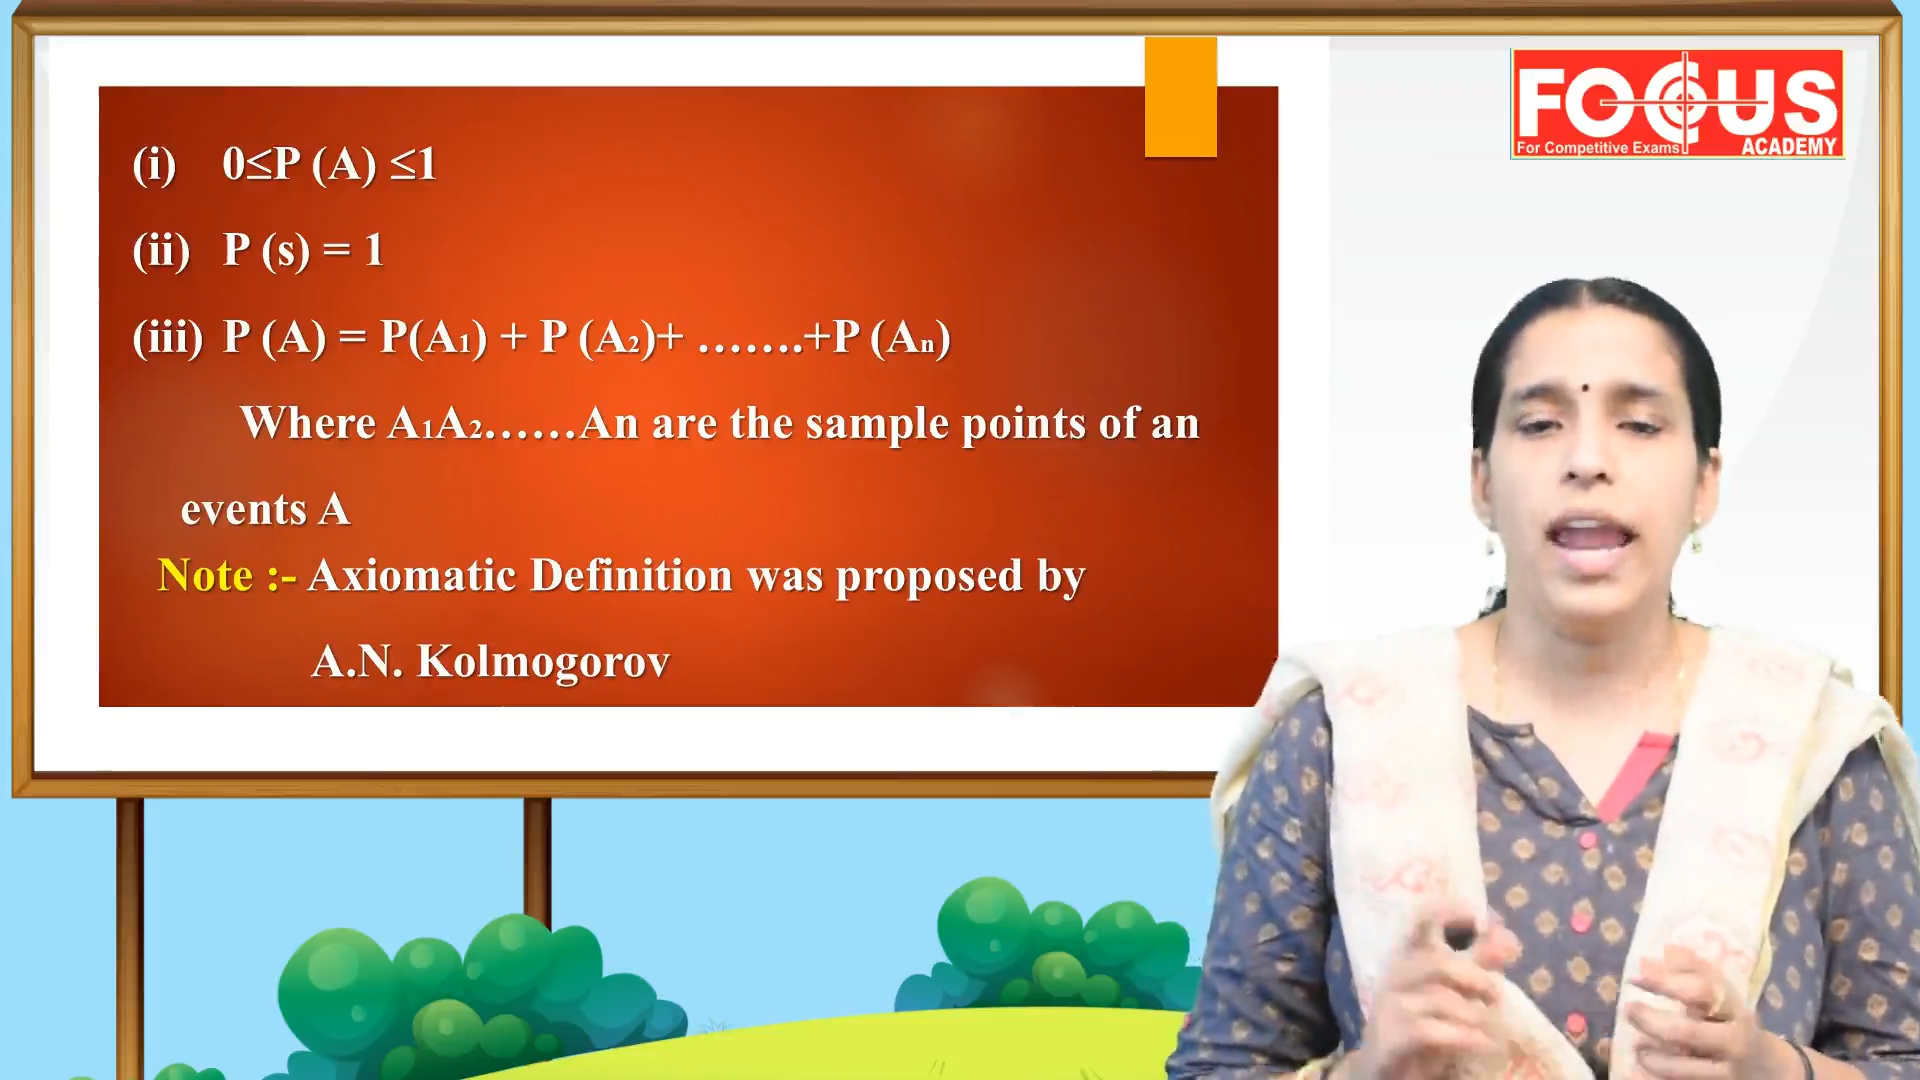 (i) 0≤P (A) ≤1
(ii) P (s) = 1
(iii) P (A) = P(A₁) + P (A₂)+ …….+P (Aₙ)
Where A₁A₂……An are the sample points of an
events A
Note :- Axiomatic Definition was proposed by
A.N. Kolmogorov
FOCUS
For Competitive Exams ACADEMY